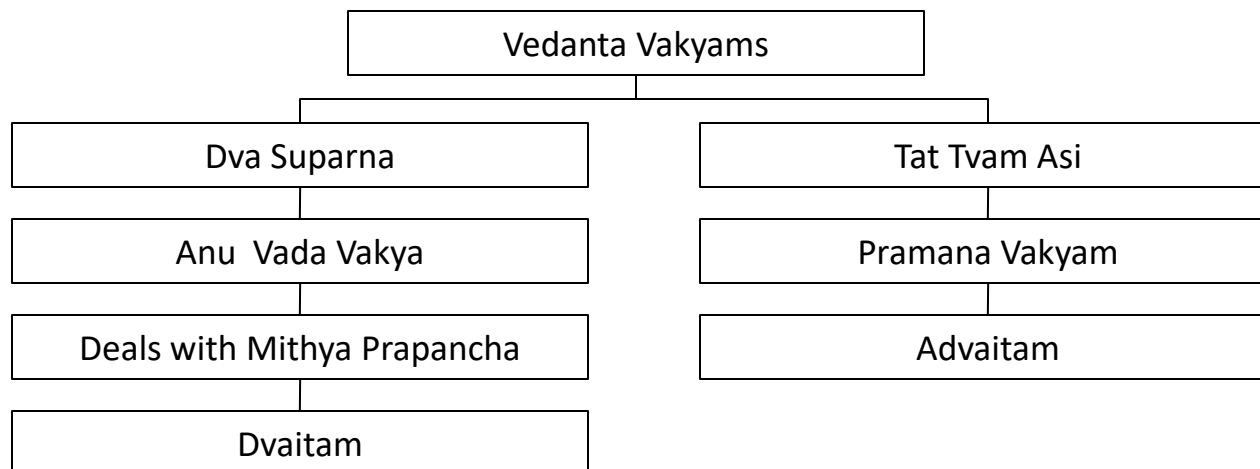 Vedanta Vakyams
Dva Suparna
Tat Tvam Asi
Anu  Vada Vakya
Pramana Vakyam
Deals with Mithya Prapancha
Advaitam
Dvaitam